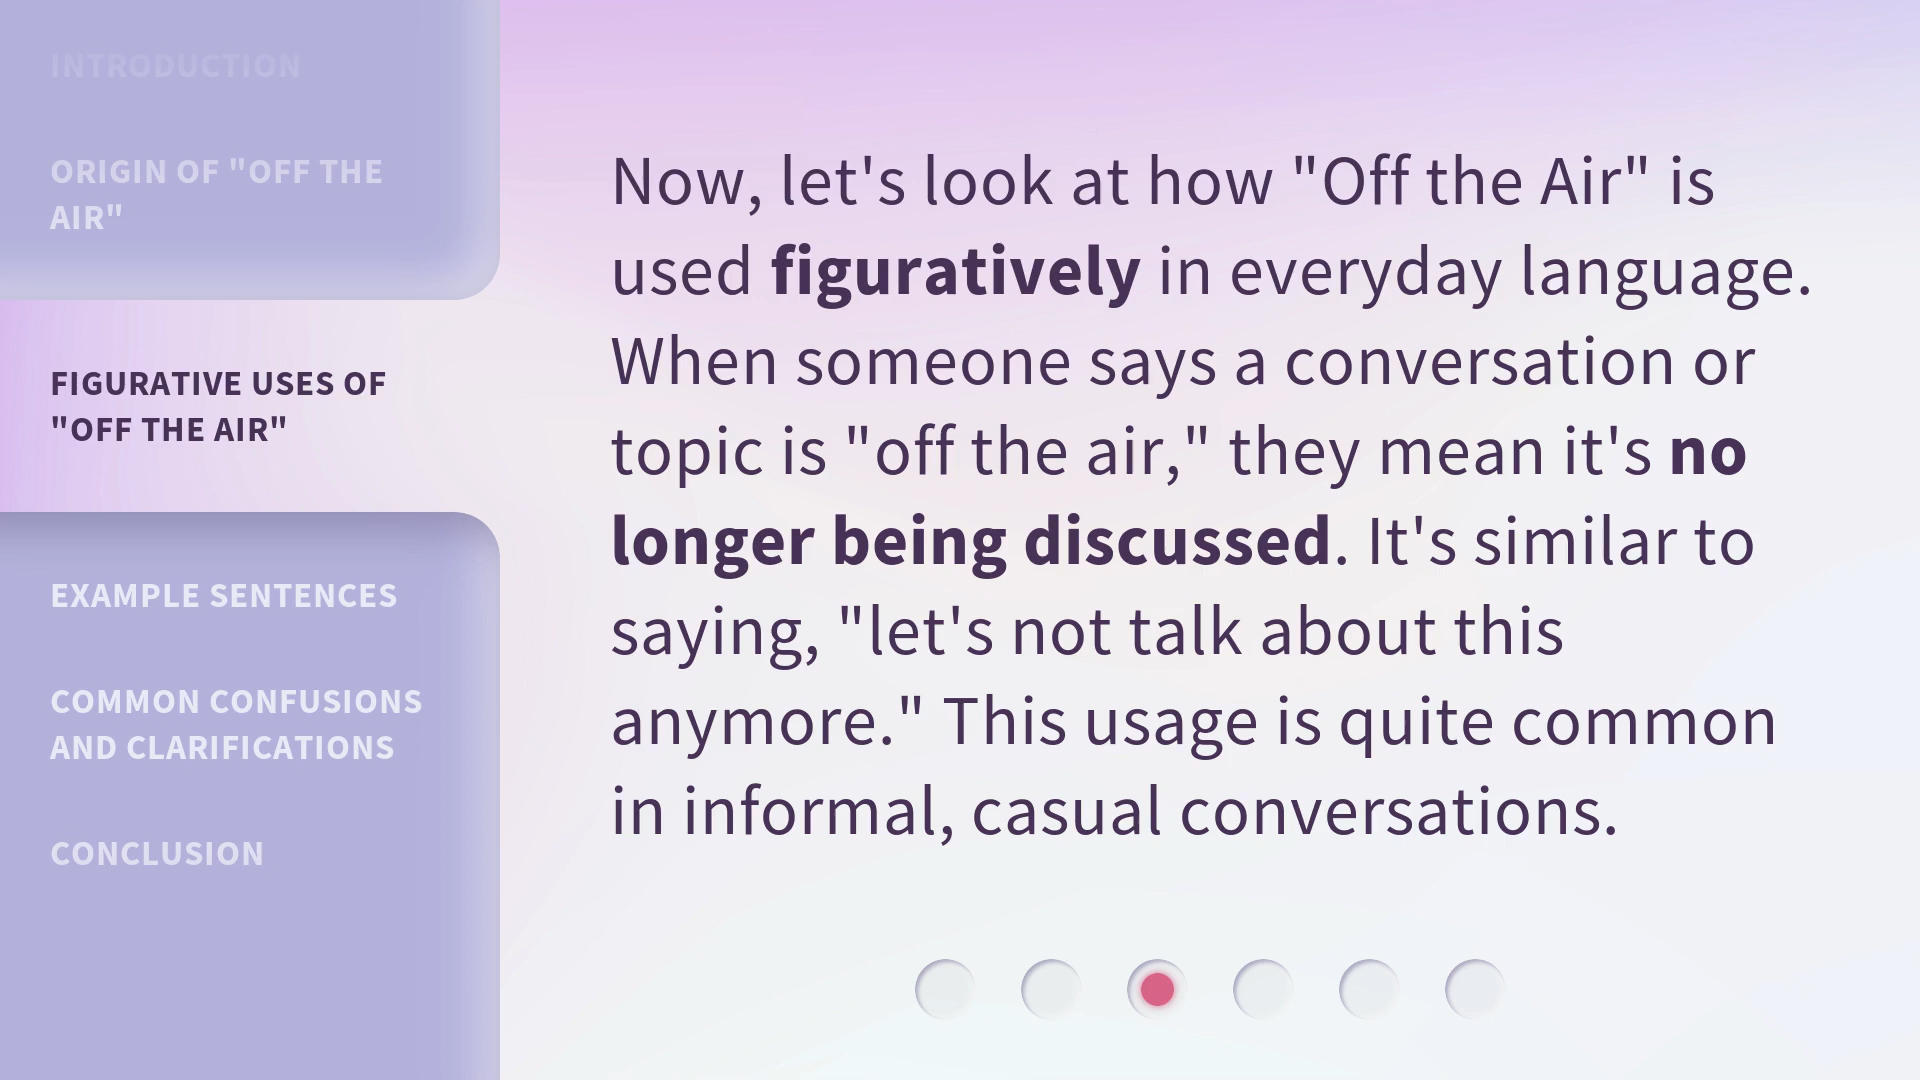 INTRODUCTION
ORIGIN OF "OFF THE
AIR"
FIGURATIVE USES OF
"OFF THE AIR"
EXAMPLE SENTENCES
COMMON CONFUSIONS
AND CLARIFICATIONS
CONCLUSION
Now, let's look at how "Off the Air" is
used figuratively in everyday language.
When someone says a conversation or
topic is "off the air," they mean it's no
longer being discussed. It's similar to
saying, "let's not talk about this
anymore." This usage is quite common
in informal, casual conversations.